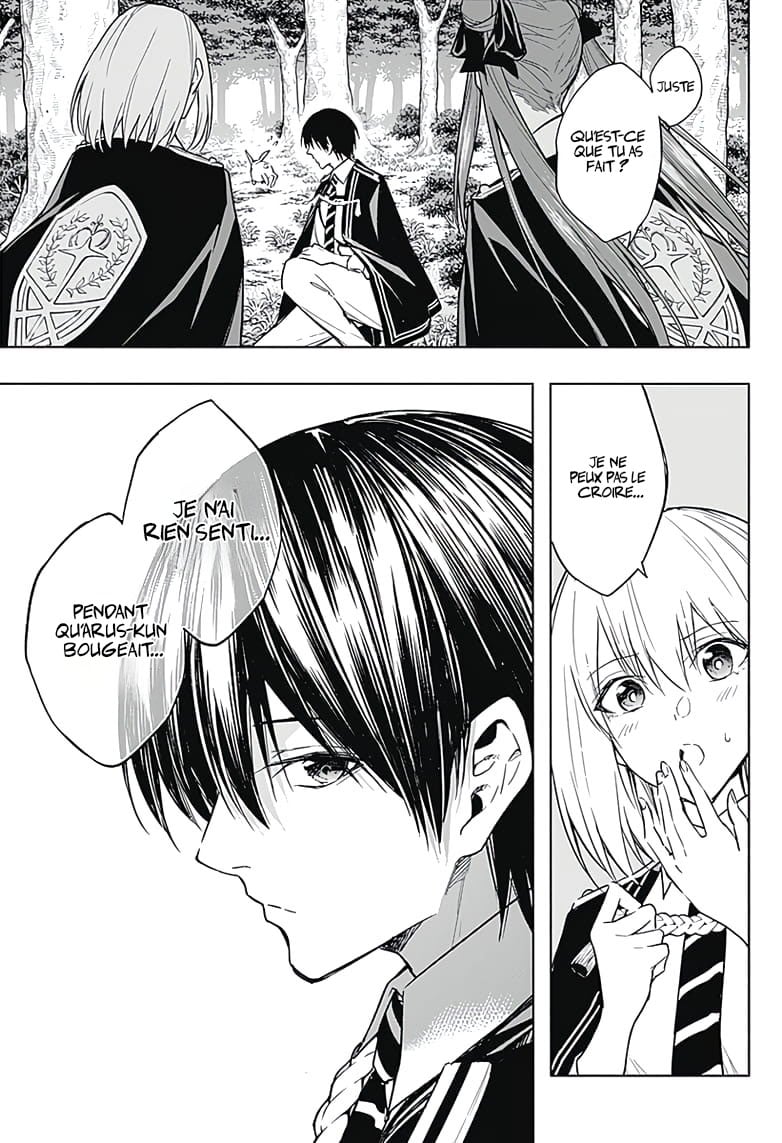 JUSTE
QU'EST-CE
QUE TU AS
FAIT ?
JE NE
PEUX PAS LE
CROIRE...
JE N'AI
RIEN SENTI...
PENDANT
QU'ARUS-KUN
BOUGEAIT...